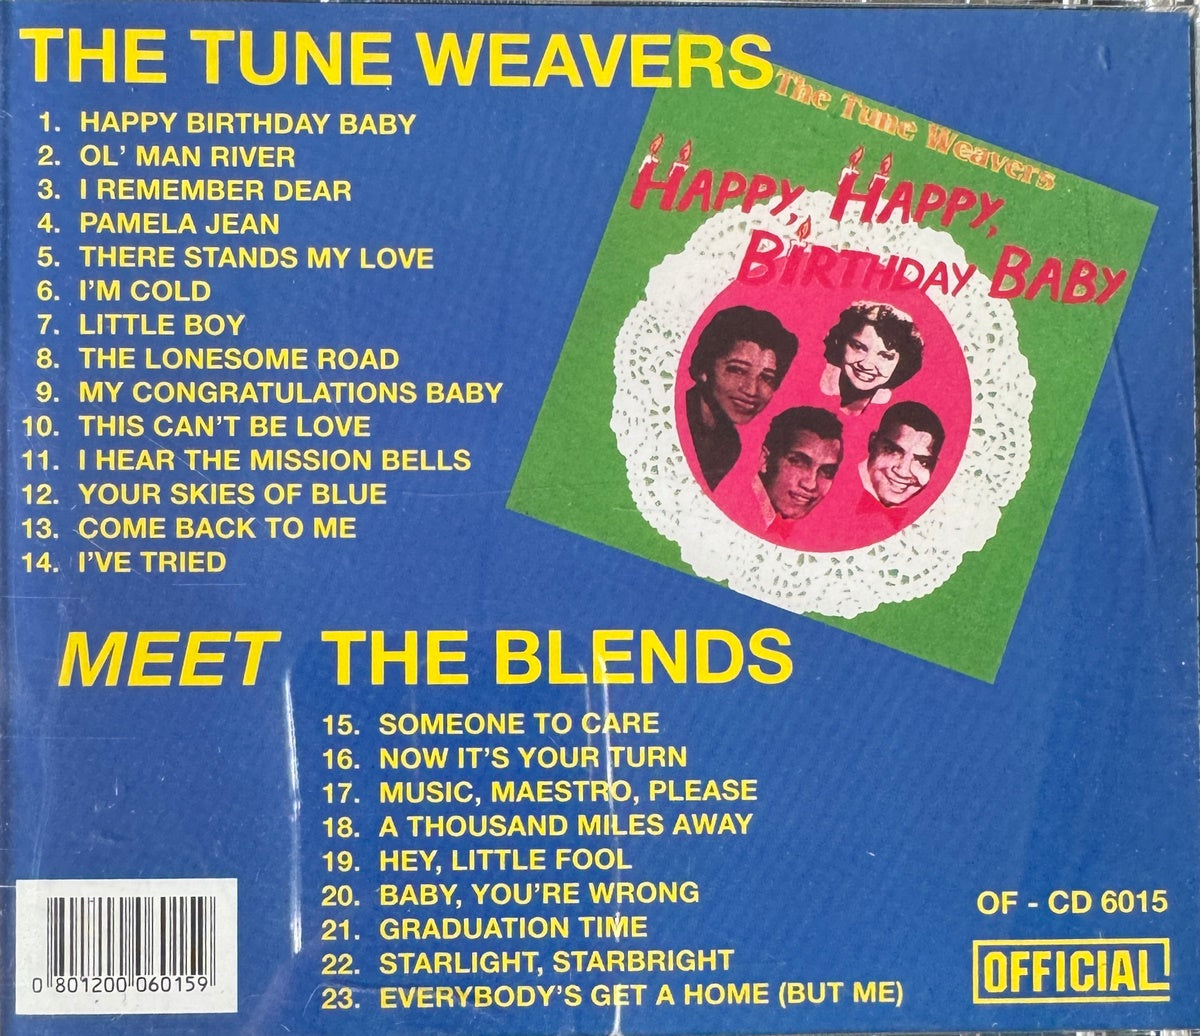 THE TUNE WEAVERS
1. HAPPY BIRTHDAY BABY
2. OL' MAN RIVER
3. I REMEMBER DEAR
4. PAMELA JEAN
5. THERE STANDS MY LOVE
6. I'M COLD
7. LITTLE BOY
8. THE LONESOME ROAD
9. MY CONGRATULATIONS BABY
10. THIS CAN'T BE LOVE
11. I HEAR THE MISSION BELLS
12. YOUR SKIES OF BLUE
13. COME BACK TO ME
14. I'VE TRIED
The Tune Weavers
HAPPY, HAPPY,
BIRTHDAY BABY
MEET THE BLENDS
15. SOMEONE TO CARE
16. NOW IT'S YOUR TURN
17. MUSIC, MAESTRO, PLEASE
18. A THOUSAND MILES AWAY
19. HEY, LITTLE FOOL
20. BABY, YOU'RE WRONG
21. GRADUATION TIME
22. STARLIGHT, STARBRIGHT
23. EVERYBODY'S GET A HOME (BUT ME)
H
0 801200 060159
OF - CD 6015
OFFICIAL